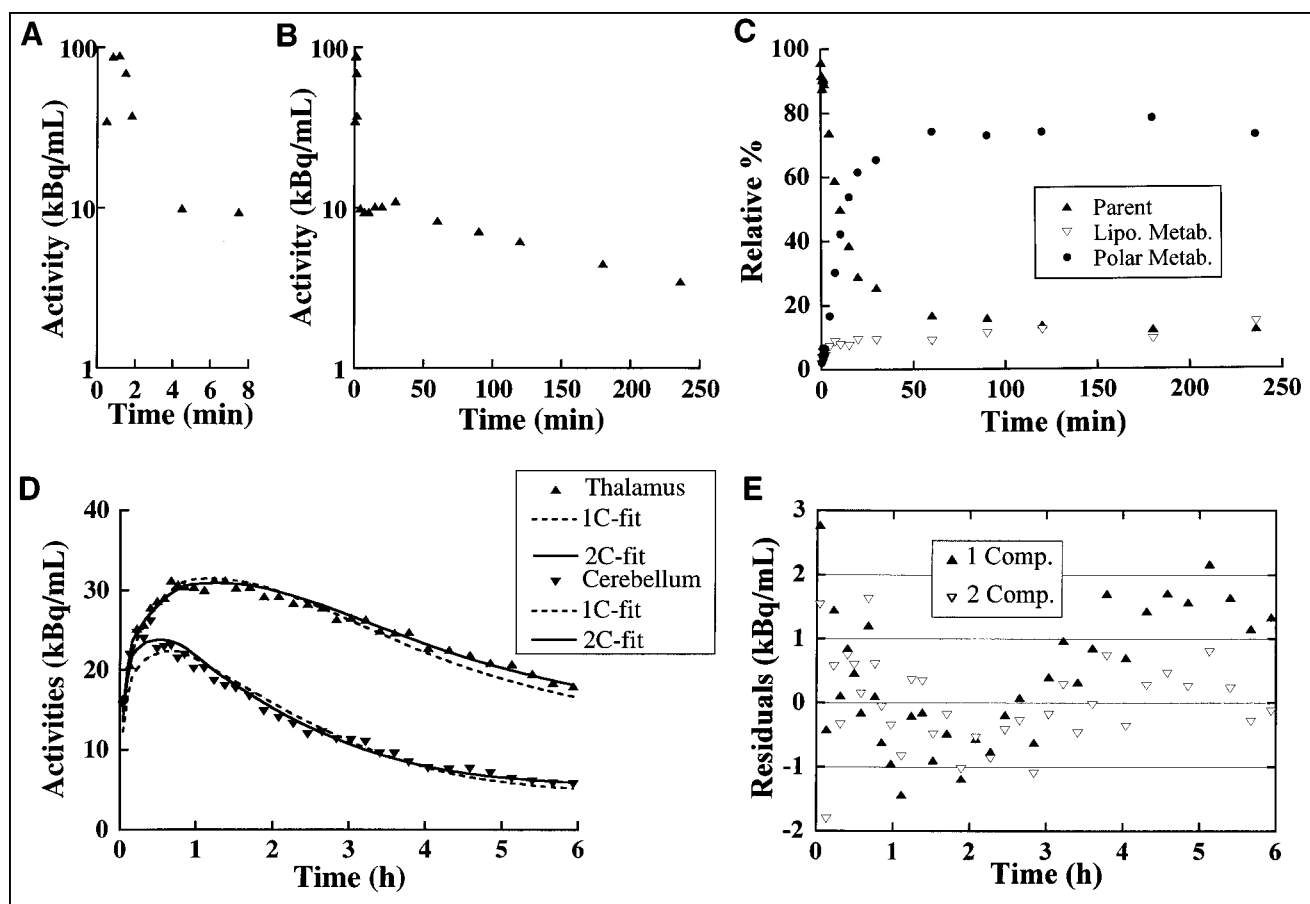 A
100
10
1
Activity (kBq/mL)
0 2 4 6 8
Time (min)
B
100
10
1
Activity (kBq/mL)
0 50 100 150 200 250
Time (min)
C
100
80
60
40
20
0
Relative %
Parent
Lipo. Metab.
Polar Metab.
0 50 100 150 200 250
Time (min)
D
40
30
20
10
0
Activities (kBq/mL)
Thalamus
1C-fit
2C-fit
Cerebellum
1C-fit
2C-fit
0 1 2 3 4 5 6
Time (h)
E
3
2
1
0
-1
-2
Residuals (kBq/mL)
1 Comp.
2 Comp.
0 1 2 3 4 5 6
Time (h)